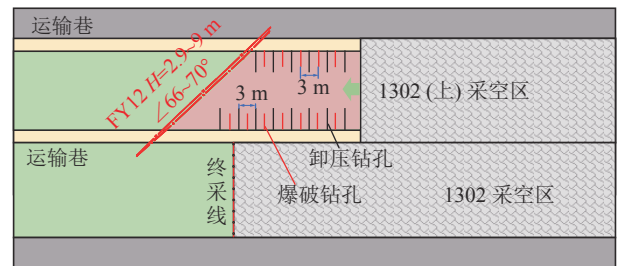 运输巷
FY12 H=2.9~9 m
∠66~70°
3 m
3 m
1302 (上) 采空区
运输巷
终采线
卸压钻孔
爆破钻孔
1302 采空区